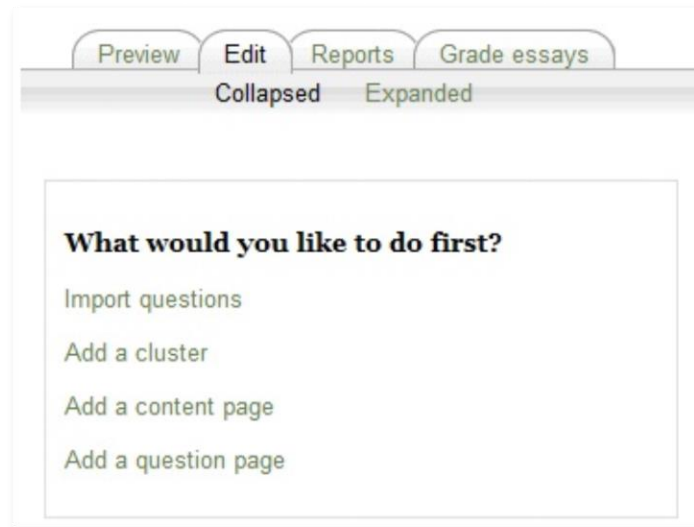 Preview Edit Reports Grade essays
Collapsed Expanded
What would you like to do first?
Import questions
Add a cluster
Add a content page
Add a question page